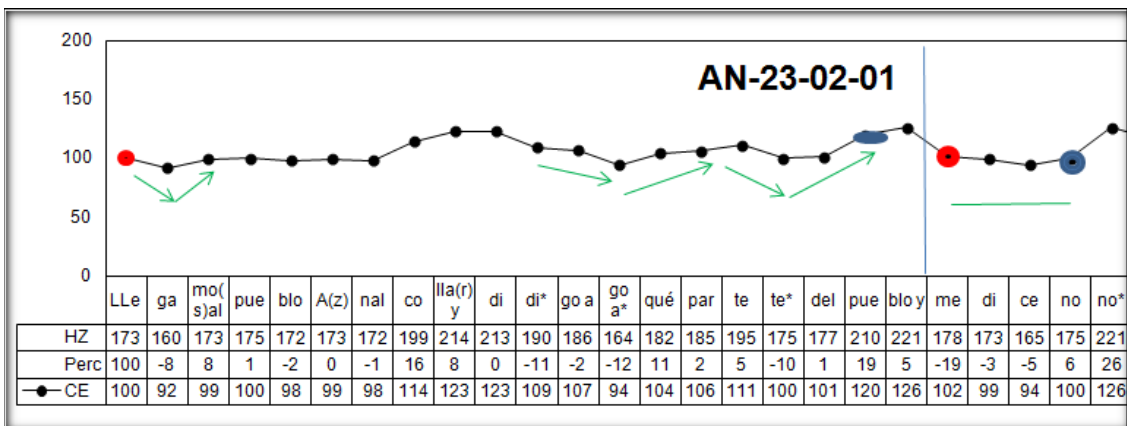 200
AN-23-02-01
150
100
50
0
LLe ga mo(s)al pue blo A(z) nal co lla(r)y di di* go a go a* qué par te te* del pue blo y me di ce no no*
HZ 173 160 173 175 172 173 172 199 214 213 190 186 164 182 185 195 175 177 210 221 178 173 165 175 221
Perc 100 -8 8 1 -2 0 -1 16 8 0 -11 -2 -12 11 2 5 -10 1 19 5 -19 -3 -5 6 26
CE 100 92 99 100 98 99 98 114 123 123 109 107 94 104 106 111 100 101 120 126 102 99 94 100 126